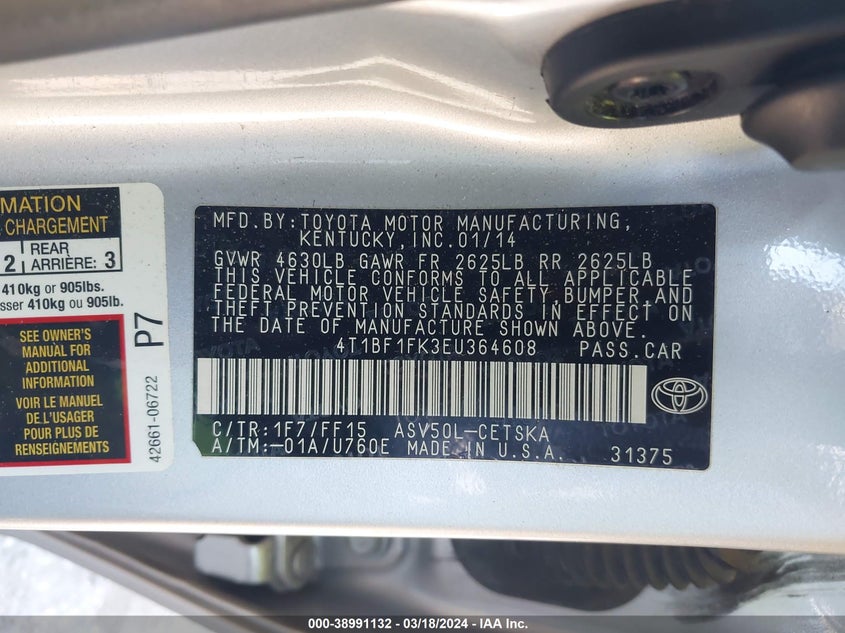 MATION
CHARGEMENT
2 REAR ARRIÈRE: 3
410kg or 905lbs.
sser 410kg ou 905lb.
SEE OWNER'S
MANUAL FOR
ADDITIONAL
INFORMATION
VOIR LE MANUEL
DE L'USAGER
POUR PLUS DE
RENSEIGNEMENTS
P7
42661-06722
MFD.BY:TOYOTA MOTOR MANUFACTURING,
KENTUCKY,INC.01/14
GVWR 4630LB GAWR FR 2625LB RR 2625LB
THIS VEHICLE CONFORMS TO ALL APPLICABLE
FEDERAL MOTOR VEHICLE SAFETY,BUMPER,AND
THEFT PREVENTION STANDARDS IN EFFECT ON
THE DATE OF MANUFACTURE SHOWN ABOVE.
4T1BF1FK3EU364608 PASS.CAR
C/TR:1F7/FF15 ASV50L-CETSKA
A/TM:-01A/U760E MADE IN U.S.A. 31375
000-38991132 - 03/18/2024 - IAA Inc.